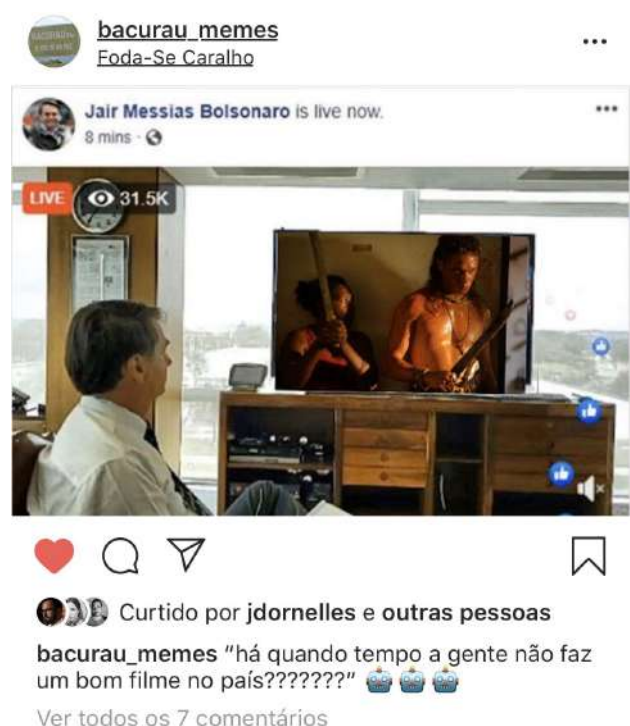 bacurau_memes
Foda-Se Caralho
Jair Messias Bolsonaro is live now.
8 mins
LIVE 31.5K
Curtido por jdornelles e outras pessoas
bacurau_memes "há quando tempo a gente não faz
um bom filme no país???????" 🤖 🤖 🤖
Ver todos os 7 comentários